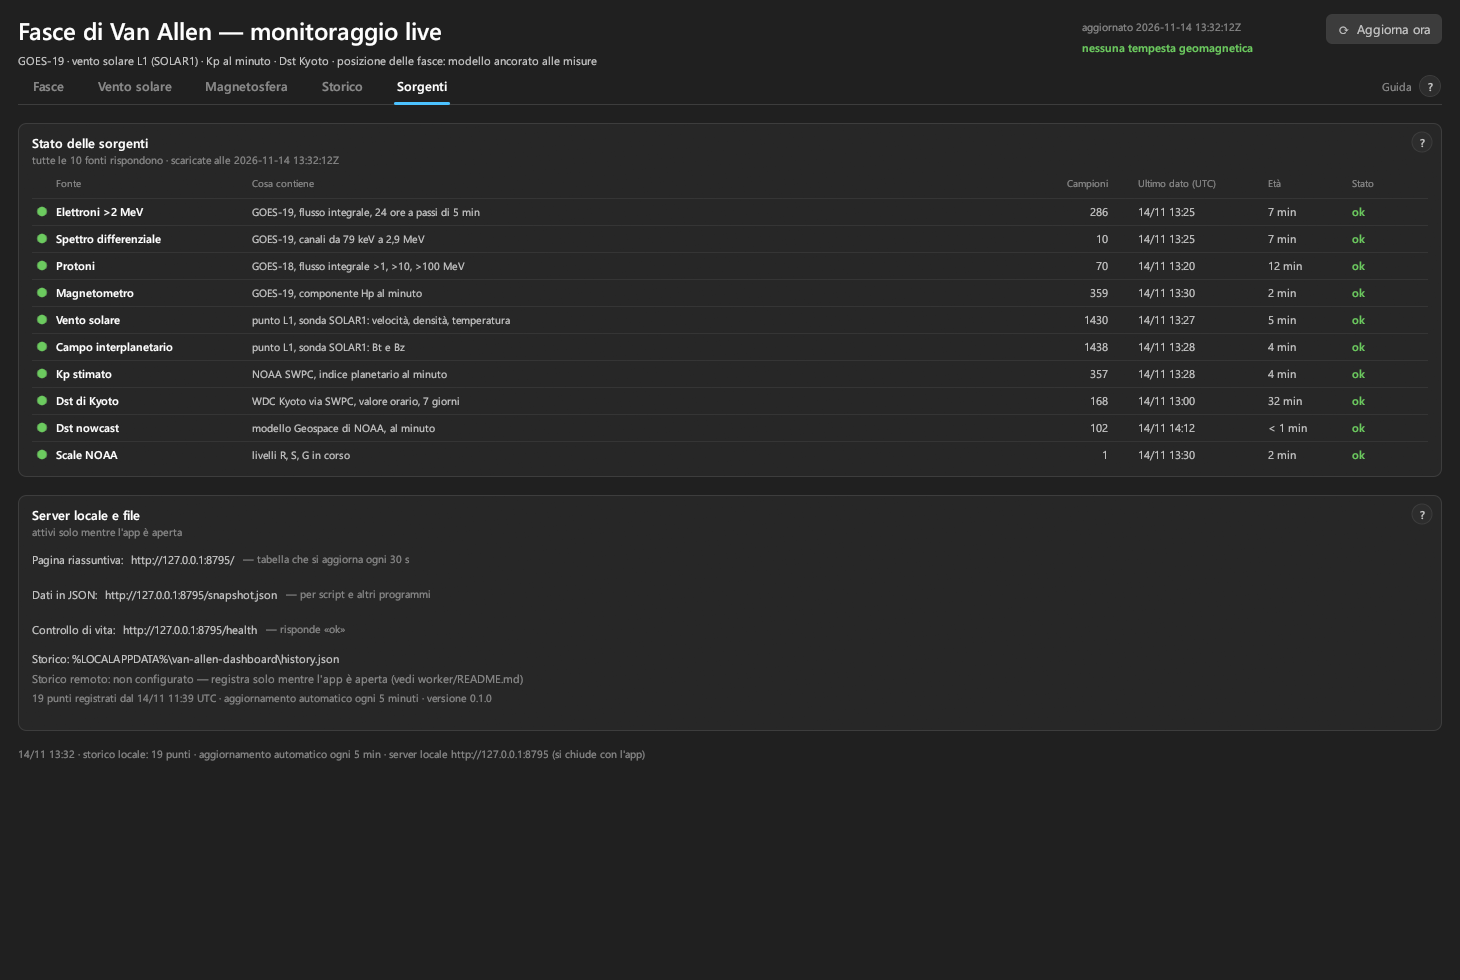 Fasce di Van Allen — monitoraggio live
aggiornato 2026-11-14 13:32:12Z
nessuna tempesta geomagnetica
⟳ Aggiorna ora
GOES-19 · vento solare L1 (SOLAR1) · Kp al minuto · Dst Kyoto · posizione delle fasce: modello ancorato alle misure
Fasce Vento solare Magnetosfera Storico Sorgenti Guida ?
Stato delle sorgenti ?
tutte le 10 fonti rispondono · scaricate alle 2026-11-14 13:32:12Z
Fonte Cosa contiene Campioni Ultimo dato (UTC) Età Stato
Elettroni >2 MeV GOES-19, flusso integrale, 24 ore a passi di 5 min 286 14/11 13:25 7 min ok
Spettro differenziale GOES-19, canali da 79 keV a 2,9 MeV 10 14/11 13:25 7 min ok
Protoni GOES-18, flusso integrale >1, >10, >100 MeV 70 14/11 13:20 12 min ok
Magnetometro GOES-19, componente Hp al minuto 359 14/11 13:30 2 min ok
Vento solare punto L1, sonda SOLAR1: velocità, densità, temperatura 1430 14/11 13:27 5 min ok
Campo interplanetario punto L1, sonda SOLAR1: Bt e Bz 1438 14/11 13:28 4 min ok
Kp stimato NOAA SWPC, indice planetario al minuto 357 14/11 13:28 4 min ok
Dst di Kyoto WDC Kyoto via SWPC, valore orario, 7 giorni 168 14/11 13:00 32 min ok
Dst nowcast modello Geospace di NOAA, al minuto 102 14/11 14:12 < 1 min ok
Scale NOAA livelli R, S, G in corso 1 14/11 13:30 2 min ok
Server locale e file ?
attivi solo mentre l'app è aperta
Pagina riassuntiva: http://127.0.0.1:8795/ — tabella che si aggiorna ogni 30 s
Dati in JSON: http://127.0.0.1:8795/snapshot.json — per script e altri programmi
Controllo di vita: http://127.0.0.1:8795/health — risponde «ok»
Storico: %LOCALAPPDATA%\van-allen-dashboard\history.json
Storico remoto: non configurato — registra solo mentre l'app è aperta (vedi worker/README.md)
19 punti registrati dal 14/11 11:39 UTC · aggiornamento automatico ogni 5 minuti · versione 0.1.0
14/11 13:32 · storico locale: 19 punti · aggiornamento automatico ogni 5 min · server locale http://127.0.0.1:8795 (si chiude con l'app)